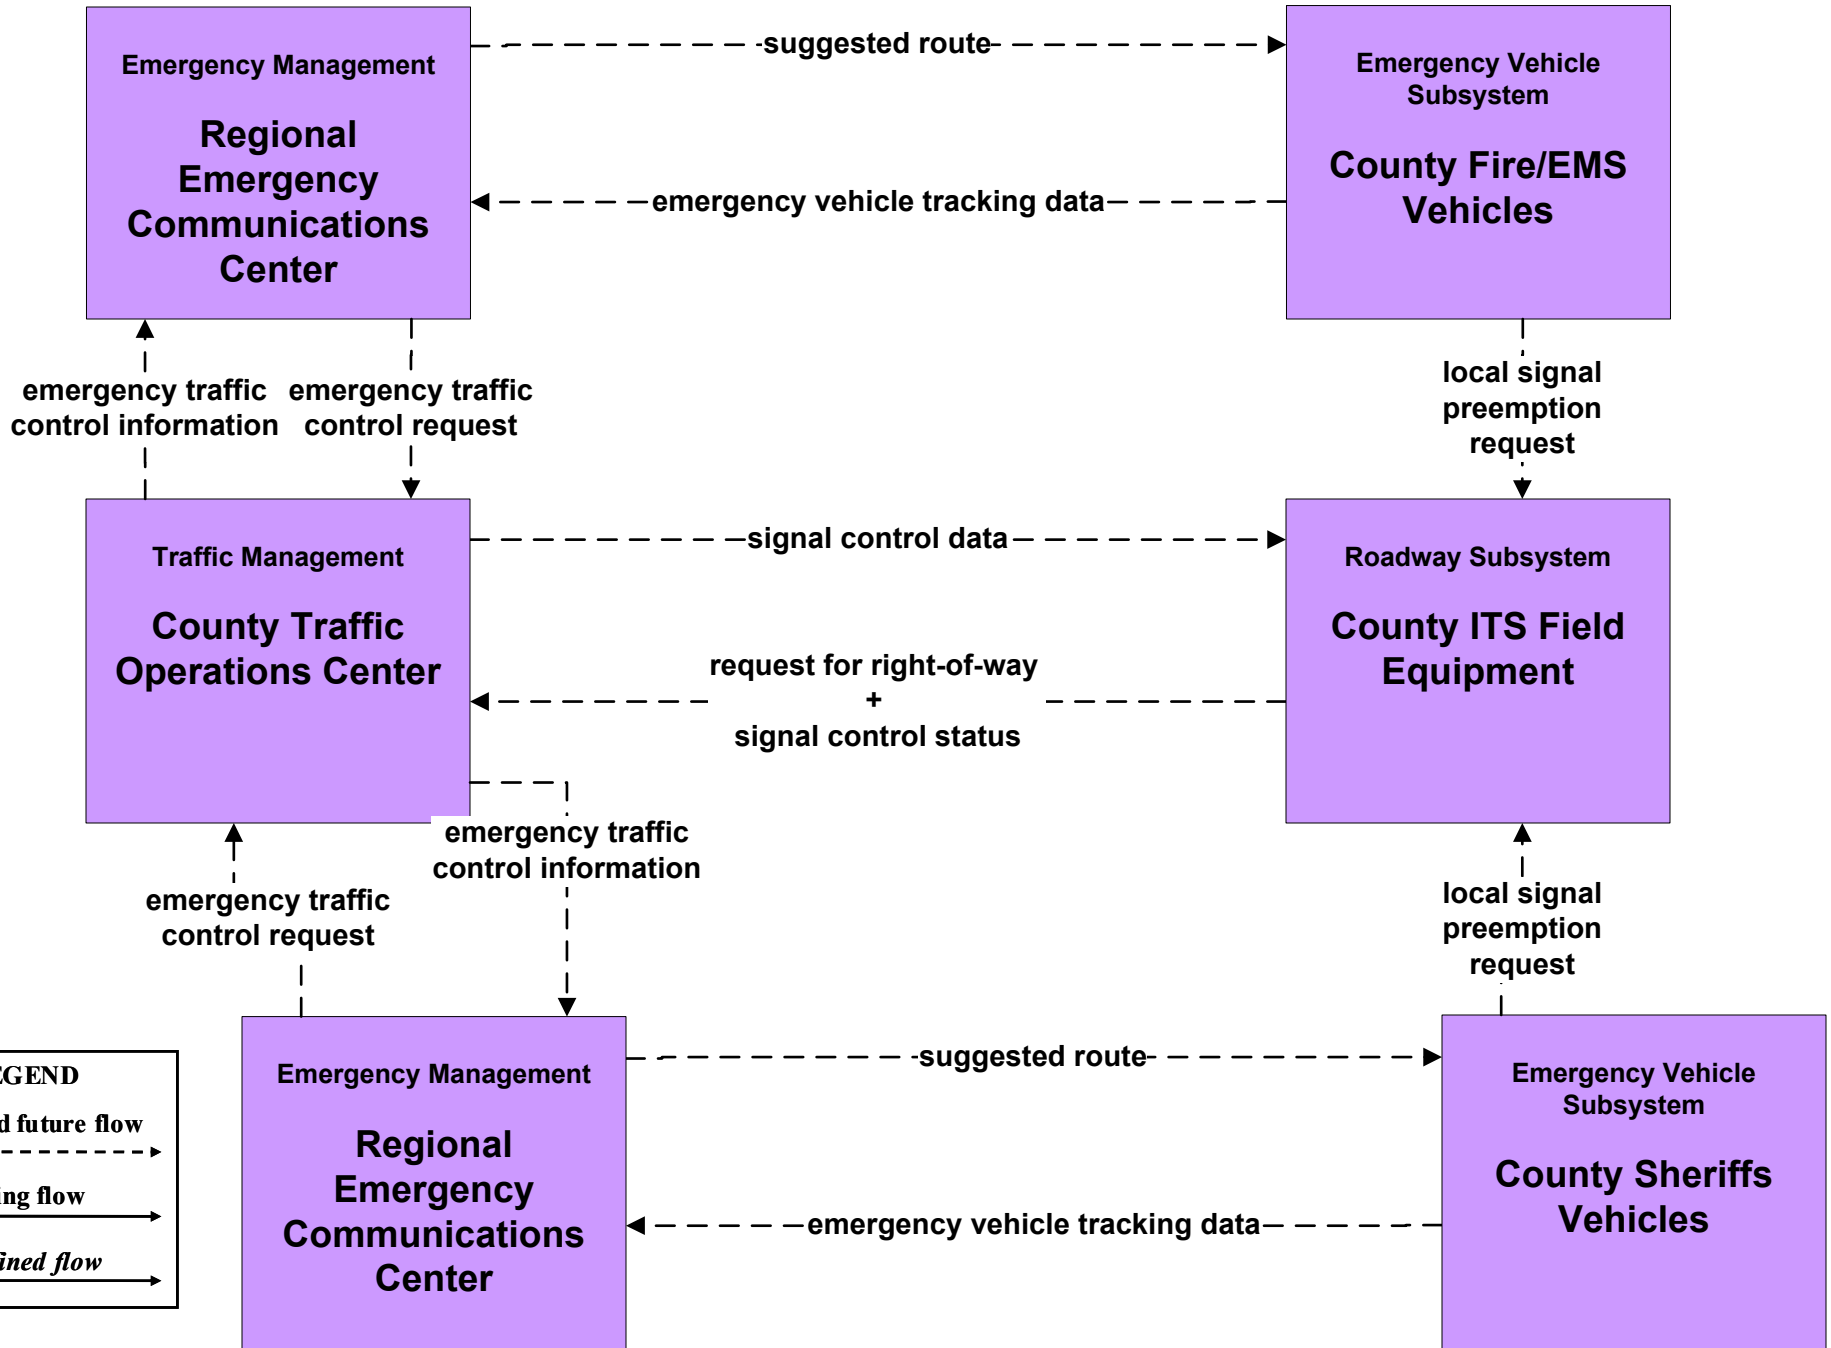 Emergency Management
Regional
Emergency
Communications
Center
suggested route
emergency vehicle tracking data
Emergency Vehicle
Subsystem
County Fire/EMS
Vehicles
emergency traffic
control information
emergency traffic
control request
local signal
preemption
request
Traffic Management
County Traffic
Operations Center
signal control data
request for right-of-way
+
signal control status
Roadway Subsystem
County ITS Field
Equipment
emergency traffic
control information
emergency traffic
control request
local signal
preemption
request
Emergency Management
Regional
Emergency
Communications
Center
suggested route
emergency vehicle tracking data
Emergency Vehicle
Subsystem
County Sheriffs
Vehicles
future flow
flow
flow